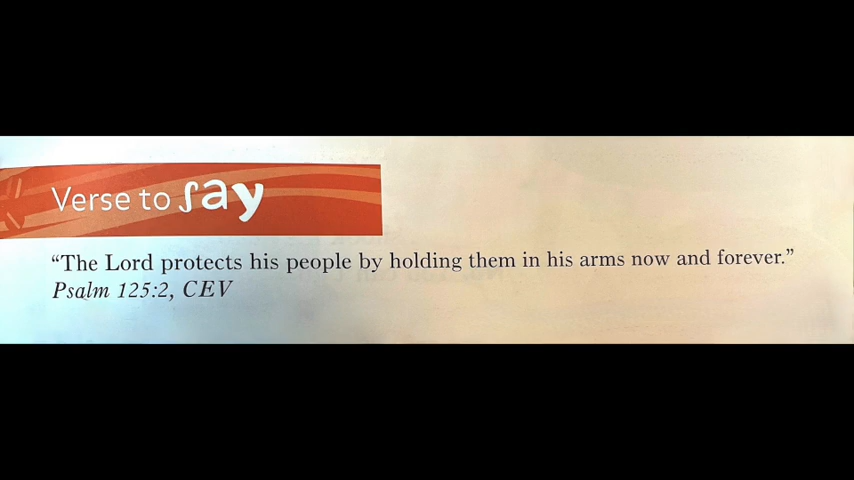 Verse to say
“The Lord protects his people by holding them in his arms now and forever.”
Psalm 125:2, CEV